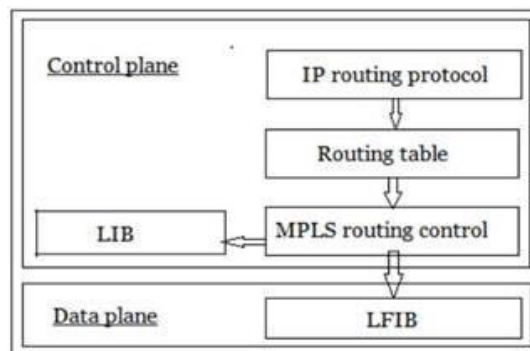 Control plane
IP routing protocol
Routing table
LIB
MPLS routing control
Data plane
LFIB